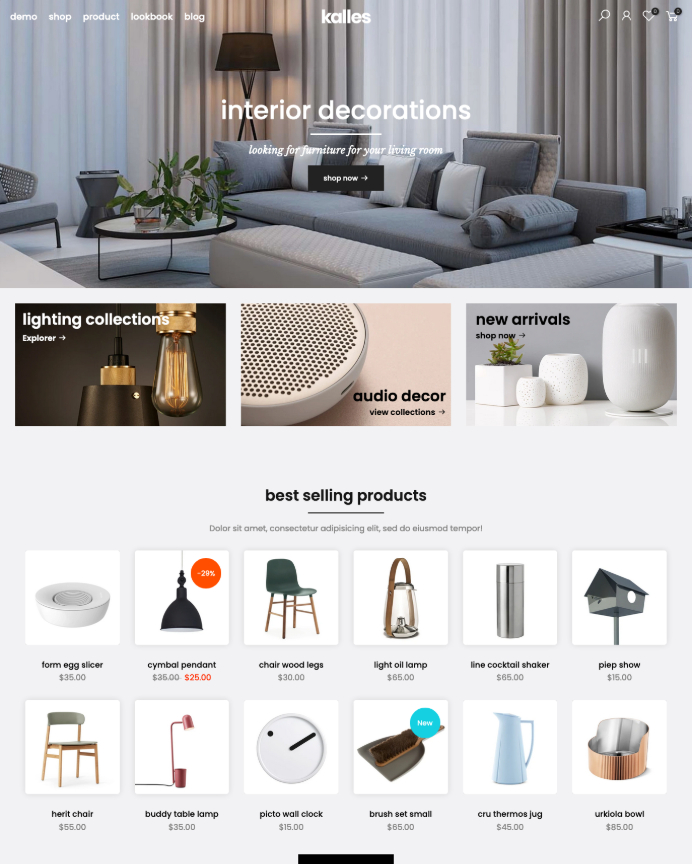 demo shop product lookbook blog
kalles
0 0
interior decorations
looking for furniture for your living room
shop now →
lighting collections
Explorer →
audio decor
view collections →
new arrivals
shop now →
best selling products
Dolor sit amet, consectetur adipisicing elit, sed do eiusmod tempor!
-29%
form egg slicer
$35.00
cymbal pendant
$35.00 $25.00
chair wood legs
$30.00
light oil lamp
$65.00
line cocktail shaker
$65.00
piep show
$15.00
New
herit chair
$55.00
buddy table lamp
$35.00
picto wall clock
$15.00
brush set small
$65.00
cru thermos jug
$45.00
urkiola bowl
$85.00